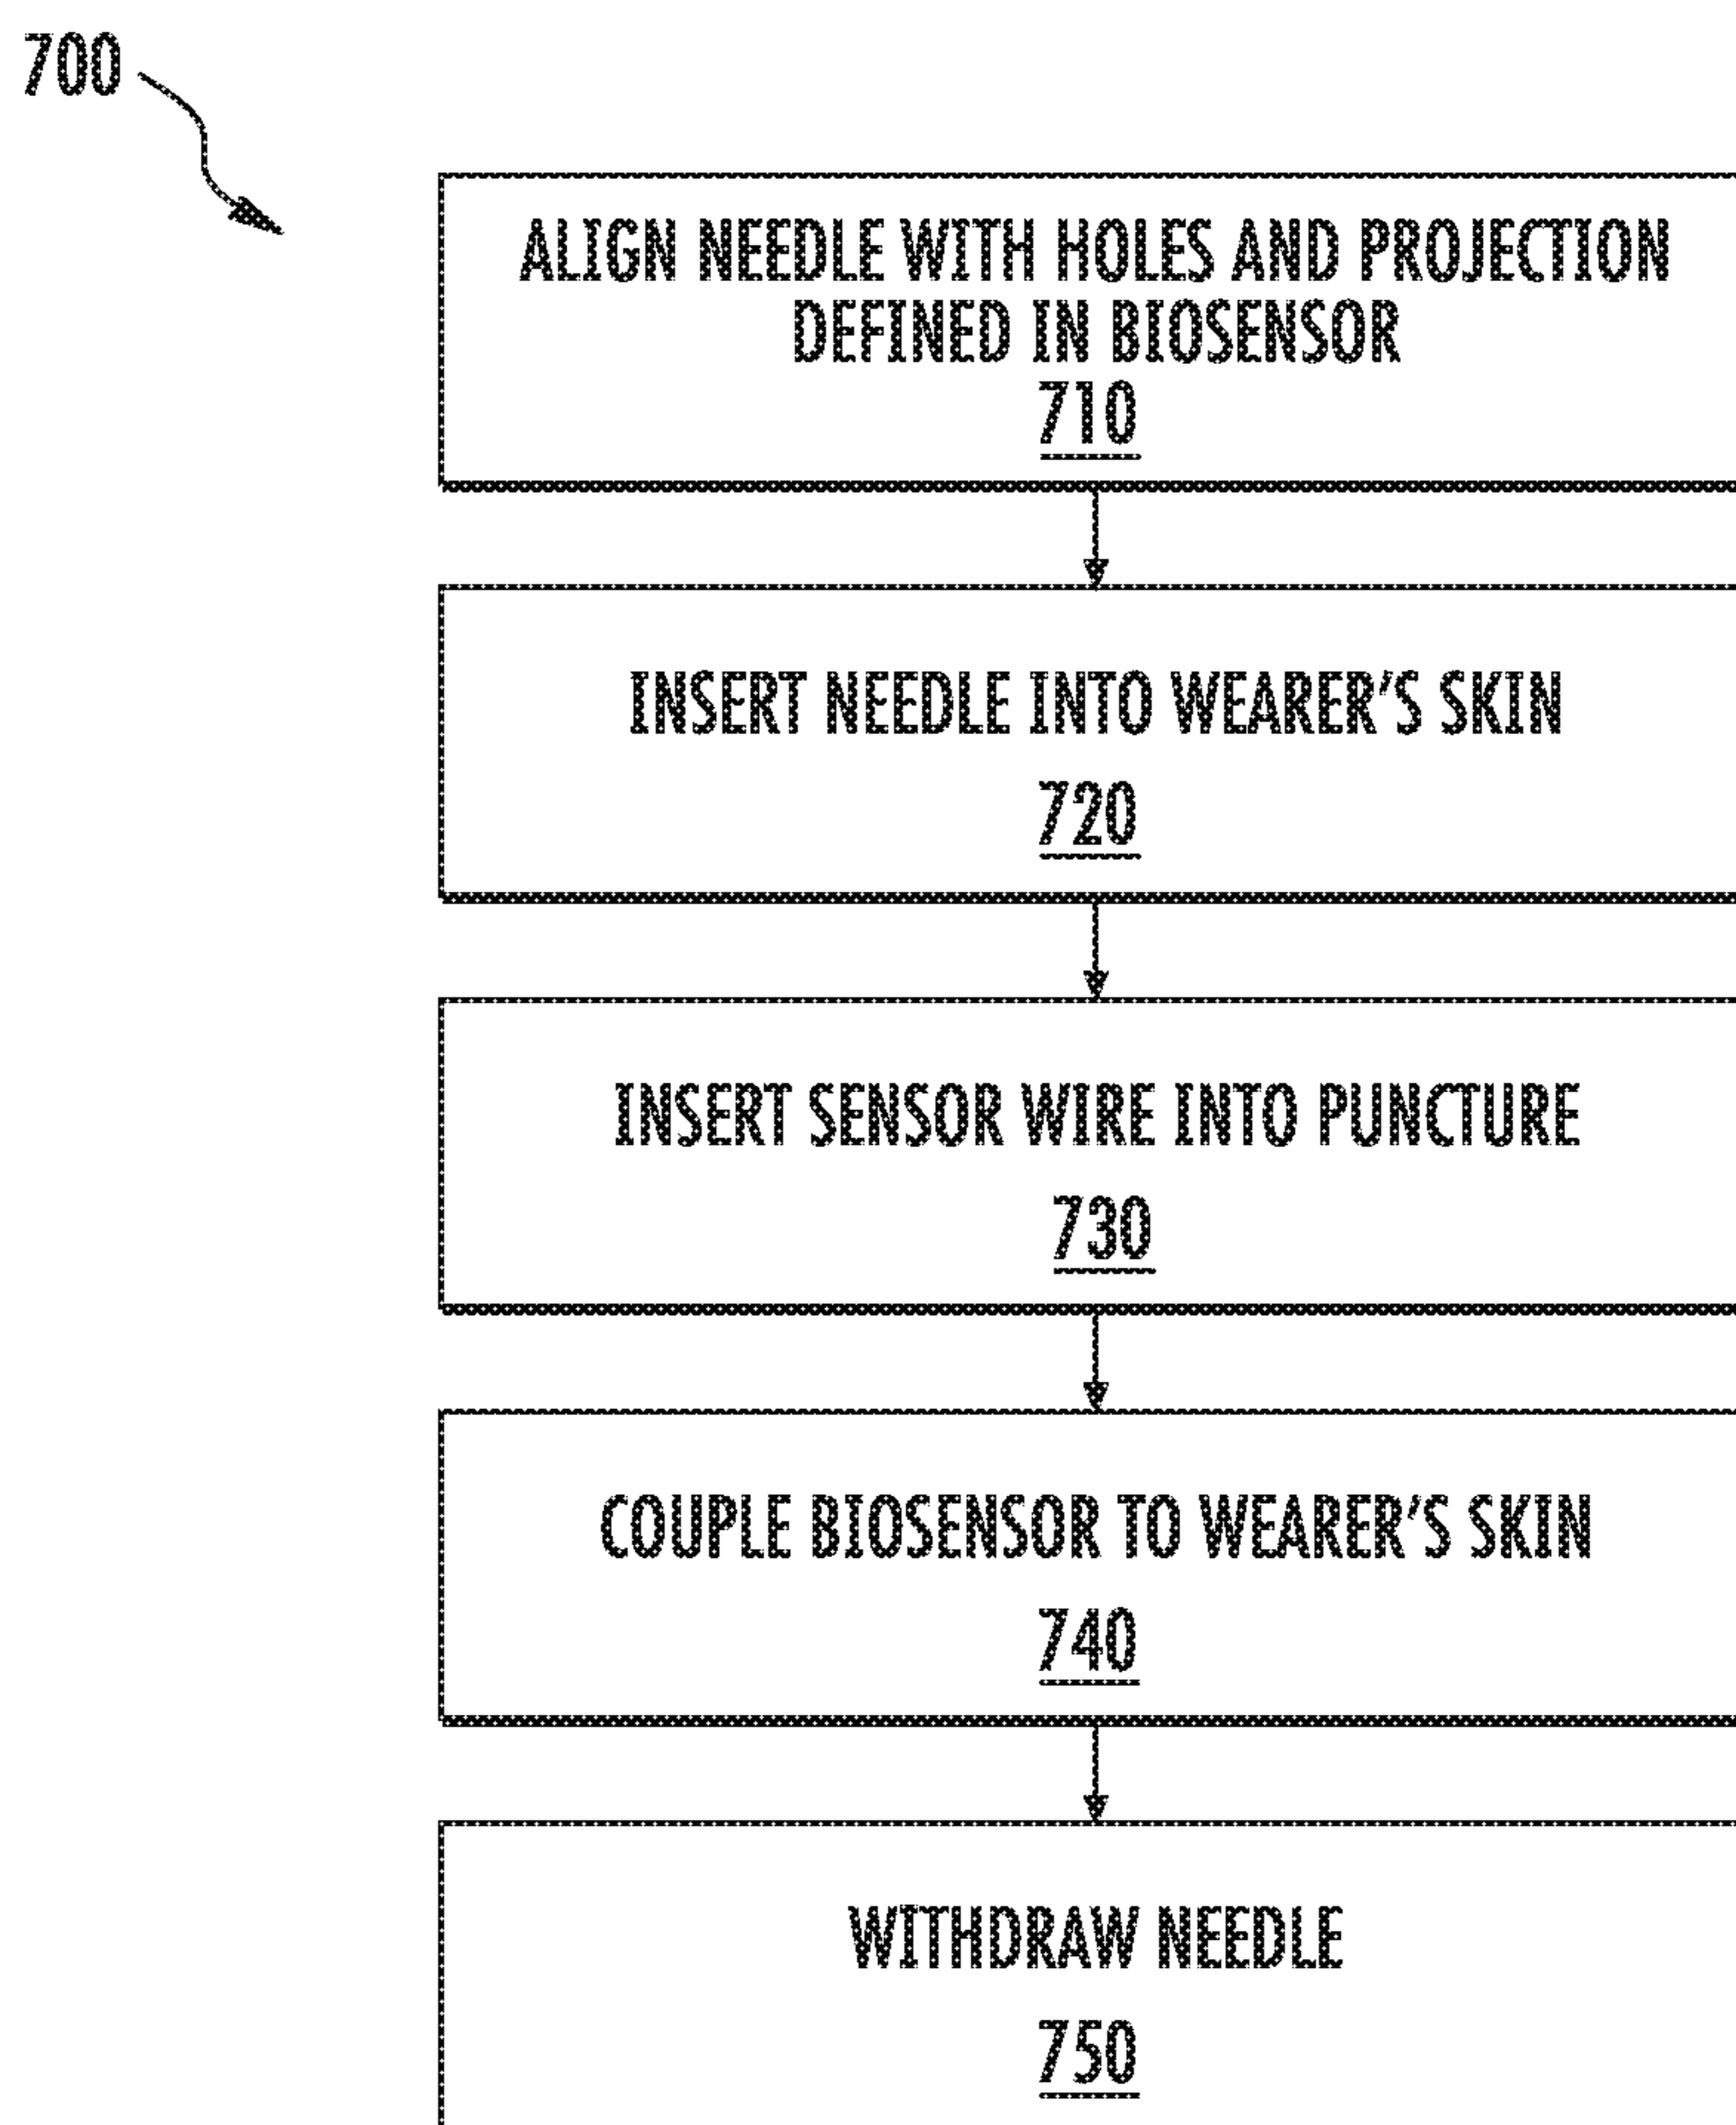 700
ALIGN NEEDLE WITH HOLES AND PROJECTION
DEFINED IN BIOSENSOR
710
INSERT NEEDLE INTO WEARER'S SKIN
720
INSERT SENSOR WIRE INTO PUNCTURE
730
COUPLE BIOSENSOR TO WEARER'S SKIN
740
WITHDRAW NEEDLE
750